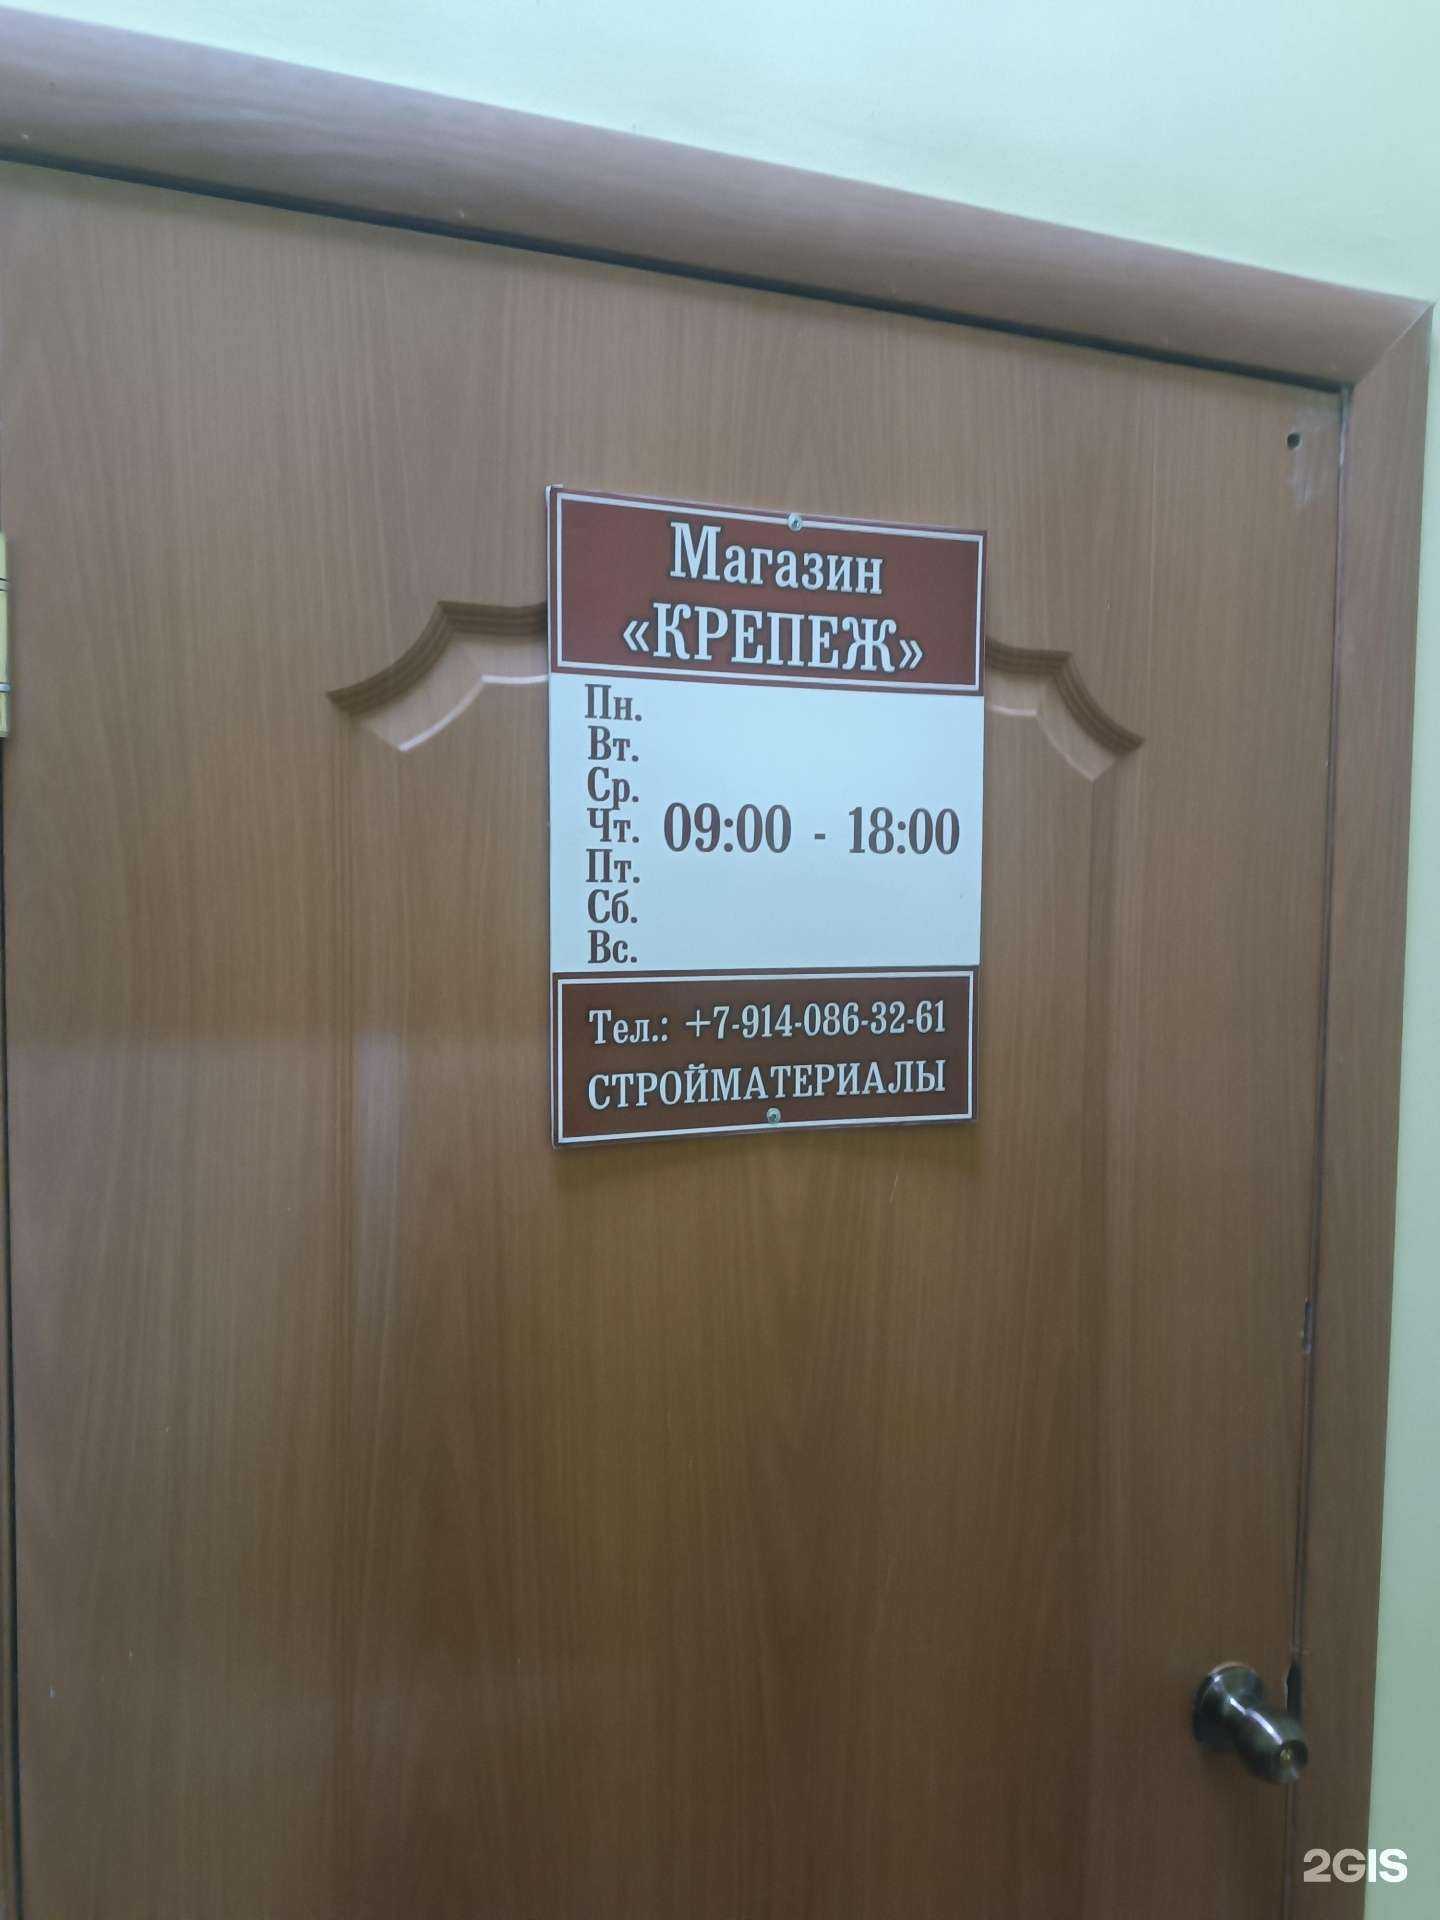 Магазин
«КРЕПЕЖ»
Пн.
Вт.
Ср.
Чт. 09:00 - 18:00
Пт.
Сб.
Вс.
Тел.: +7-914-086-32-61
СТРОЙМАТЕРИАЛЫ
2GIS